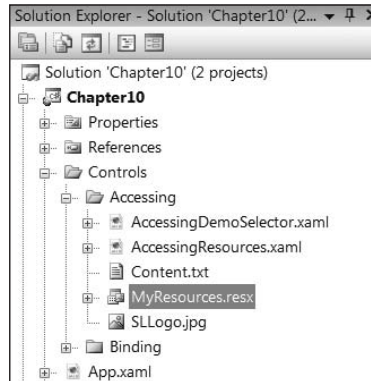 Solution Explorer - Solution 'Chapter10' (2...
Solution 'Chapter10' (2 projects)
Chapter10
Properties
References
Controls
Accessing
AccessingDemoSelector.xaml
AccessingResources.xaml
Content.txt
MyResources.resx
SLLogo.jpg
Binding
App.xaml